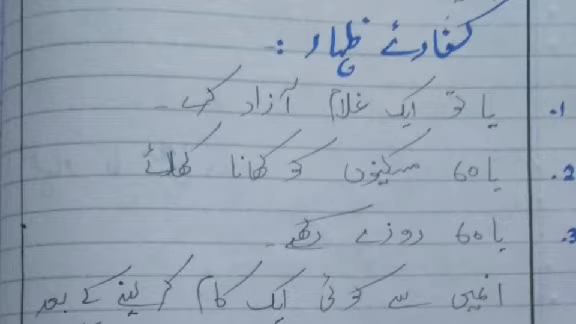 کفارۂ ظہار :-
1. یا تو ایک غلام آزاد کرے۔
2. یا 60 مسکینوں کو کھانا کھلائے
3. یا 60 روزے رکھے۔
انہیں سے کوئی ایک کام کر لینے کے بعد